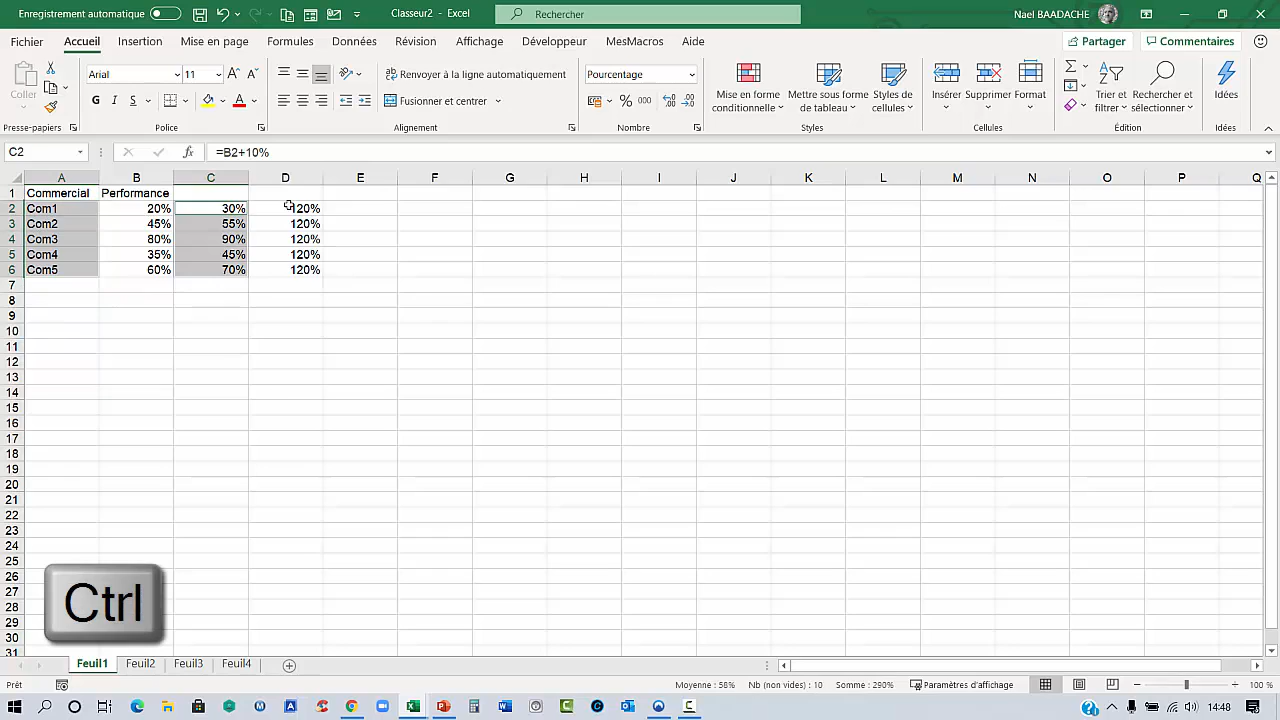 Enregistrement automatique Classeur2 - Excel Rechercher Nael BAADACHE
Fichier Accueil Insertion Mise en page Formules Données Révision Affichage Développeur MesMacros Aide Partager Commentaires
Coller Arial 11 Renvoyer à la ligne automatiquement Pourcentage
G I S Fusionner et centrer % 000
Mise en forme conditionnelle Mettre sous forme de tableau Styles de cellules Insérer Supprimer Format Trier et filtrer Rechercher et sélectionner Idées
Presse-papiers Police Alignement Nombre Styles Cellules Édition Idées
C2 fx =B2+10%
A B C D E F G H I J K L M N O P Q
1 Commercial Performance
2 Com1 20% 30% 120%
3 Com2 45% 55% 120%
4 Com3 80% 90% 120%
5 Com4 35% 45% 120%
6 Com5 60% 70% 120%
7
8
9
10
11
12
13
14
15
16
17
18
19
20
21
22
23
24
25
26
27
28
29
30
31
Ctrl
Feuil1 Feuil2 Feuil3 Feuil4
Prêt Moyenne : 58% Nb (non vides) : 10 Somme : 290% Paramètres d'affichage 100 %
14:48